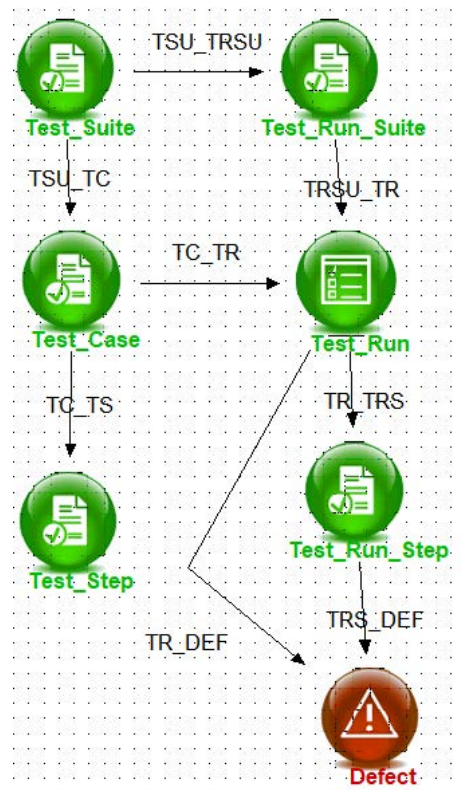 TSU_TRSU
Test_Suite
Test_Run_Suite
TSU_TC
TRSU_TR
TC_TR
Test_Case
Test_Run
TC_TS
TR_TRS
Test_Run_Step
Test_Step
TRS_DEF
TR_DEF
Defect